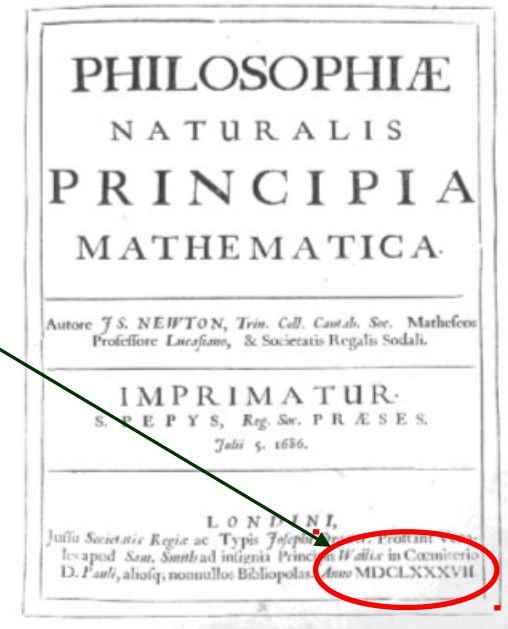 PHILOSOPHIÆ
NATURALIS
PRINCIPIA
MATHEMATICA.
Autore J S. NEWTON, Trin. Coll. Cantab. Soc. Matheseos
Professore Lucasiano, & Societatis Regalis Sodali.
IMPRIMATUR.
S. PEPYS, Reg. Soc. PRÆSES.
Julii 5. 1686.
LONDINI,
Jussu Societatis Regiæ ac Typis Josephi Prostant
les apud Sam. Smith ad insignia Principis Walliæ in Cœmiterio
D. Pauli, aliosq; nonnullos Bibliopolas. Anno MDCLXXXVII.